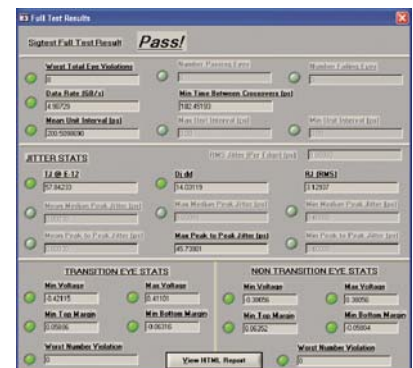 Full Test Results
Sigtest Full Test Result Pass!
Worst Total Eye Violations Number Passing Eyes Number Failing Eyes
0
Data Rate (GB/s) Min Time Between Crossovers (ps)
4.98729 182.45193
Mean Unit Interval (ps) Max Unit Interval (ps) Min Unit Interval (ps)
JITTER STATS RMS Jitter (Per Edge) (ps)
TJ @ E-12 Dj dd RJ (RMS)
57.84233 14.03119 3.12937
Mean Median Peak Jitter (ps) Max Median Peak Jitter (ps) Min Median Peak Jitter (ps)
Mean Peak to Peak Jitter (ps) Max Peak to Peak Jitter (ps) Min Peak to Peak Jitter (ps)
45.73801
TRANSITION EYE STATS NON TRANSITION EYE STATS
Min Voltage Max Voltage Min Voltage Max Voltage
-0.42115 0.41101 -0.38656 0.38056
Min Top Margin Min Bottom Margin Min Top Margin Min Bottom Margin
0.05806 -0.06316 0.06252 -0.05804
Worst Number Violation Worst Number Violation
0 View HTML Report 0